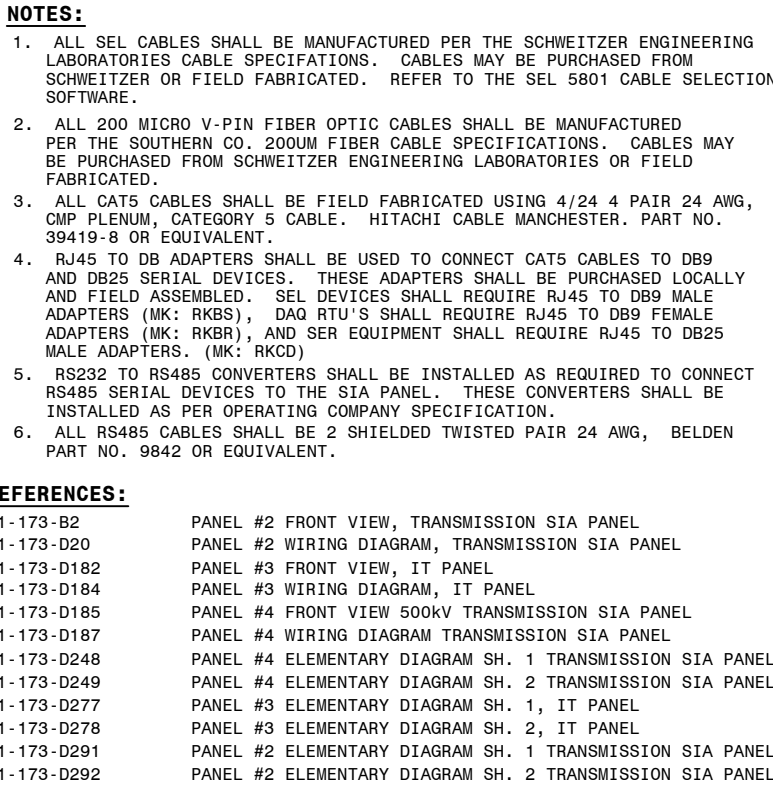 NOTES:
1. ALL SEL CABLES SHALL BE MANUFACTURED PER THE SCHWEITZER ENGINEERING
LABORATORIES CABLE SPECIFATIONS. CABLES MAY BE PURCHASED FROM
SCHWEITZER OR FIELD FABRICATED. REFER TO THE SEL 5801 CABLE SELECTION
SOFTWARE.
2. ALL 200 MICRO V-PIN FIBER OPTIC CABLES SHALL BE MANUFACTURED
PER THE SOUTHERN CO. 200UM FIBER CABLE SPECIFICATIONS. CABLES MAY
BE PURCHASED FROM SCHWEITZER ENGINEERING LABORATORIES OR FIELD
FABRICATED.
3. ALL CAT5 CABLES SHALL BE FIELD FABRICATED USING 4/24 4 PAIR 24 AWG,
CMP PLENUM, CATEGORY 5 CABLE. HITACHI CABLE MANCHESTER. PART NO.
39419-8 OR EQUIVALENT.
4. RJ45 TO DB ADAPTERS SHALL BE USED TO CONNECT CAT5 CABLES TO DB9
AND DB25 SERIAL DEVICES. THESE ADAPTERS SHALL BE PURCHASED LOCALLY
AND FIELD ASSEMBLED. SEL DEVICES SHALL REQUIRE RJ45 TO DB9 MALE
ADAPTERS (MK: RKBS), DAQ RTU'S SHALL REQUIRE RJ45 TO DB9 FEMALE
ADAPTERS (MK: RKBR), AND SER EQUIPMENT SHALL REQUIRE RJ45 TO DB25
MALE ADAPTERS. (MK: RKCD)
5. RS232 TO RS485 CONVERTERS SHALL BE INSTALLED AS REQUIRED TO CONNECT
RS485 SERIAL DEVICES TO THE SIA PANEL. THESE CONVERTERS SHALL BE
INSTALLED AS PER OPERATING COMPANY SPECIFICATION.
6. ALL RS485 CABLES SHALL BE 2 SHIELDED TWISTED PAIR 24 AWG, BELDEN
PART NO. 9842 OR EQUIVALENT.
EFERENCES:
1-173-B2 PANEL #2 FRONT VIEW, TRANSMISSION SIA PANEL
1-173-D20 PANEL #2 WIRING DIAGRAM, TRANSMISSION SIA PANEL
1-173-D182 PANEL #3 FRONT VIEW, IT PANEL
1-173-D184 PANEL #3 WIRING DIAGRAM, IT PANEL
1-173-D185 PANEL #4 FRONT VIEW 500kV TRANSMISSION SIA PANEL
1-173-D187 PANEL #4 WIRING DIAGRAM TRANSMISSION SIA PANEL
1-173-D248 PANEL #4 ELEMENTARY DIAGRAM SH. 1 TRANSMISSION SIA PANEL
1-173-D249 PANEL #4 ELEMENTARY DIAGRAM SH. 2 TRANSMISSION SIA PANEL
1-173-D277 PANEL #3 ELEMENTARY DIAGRAM SH. 1, IT PANEL
1-173-D278 PANEL #3 ELEMENTARY DIAGRAM SH. 2, IT PANEL
1-173-D291 PANEL #2 ELEMENTARY DIAGRAM SH. 1 TRANSMISSION SIA PANEL
1-173-D292 PANEL #2 ELEMENTARY DIAGRAM SH. 2 TRANSMISSION SIA PANEL